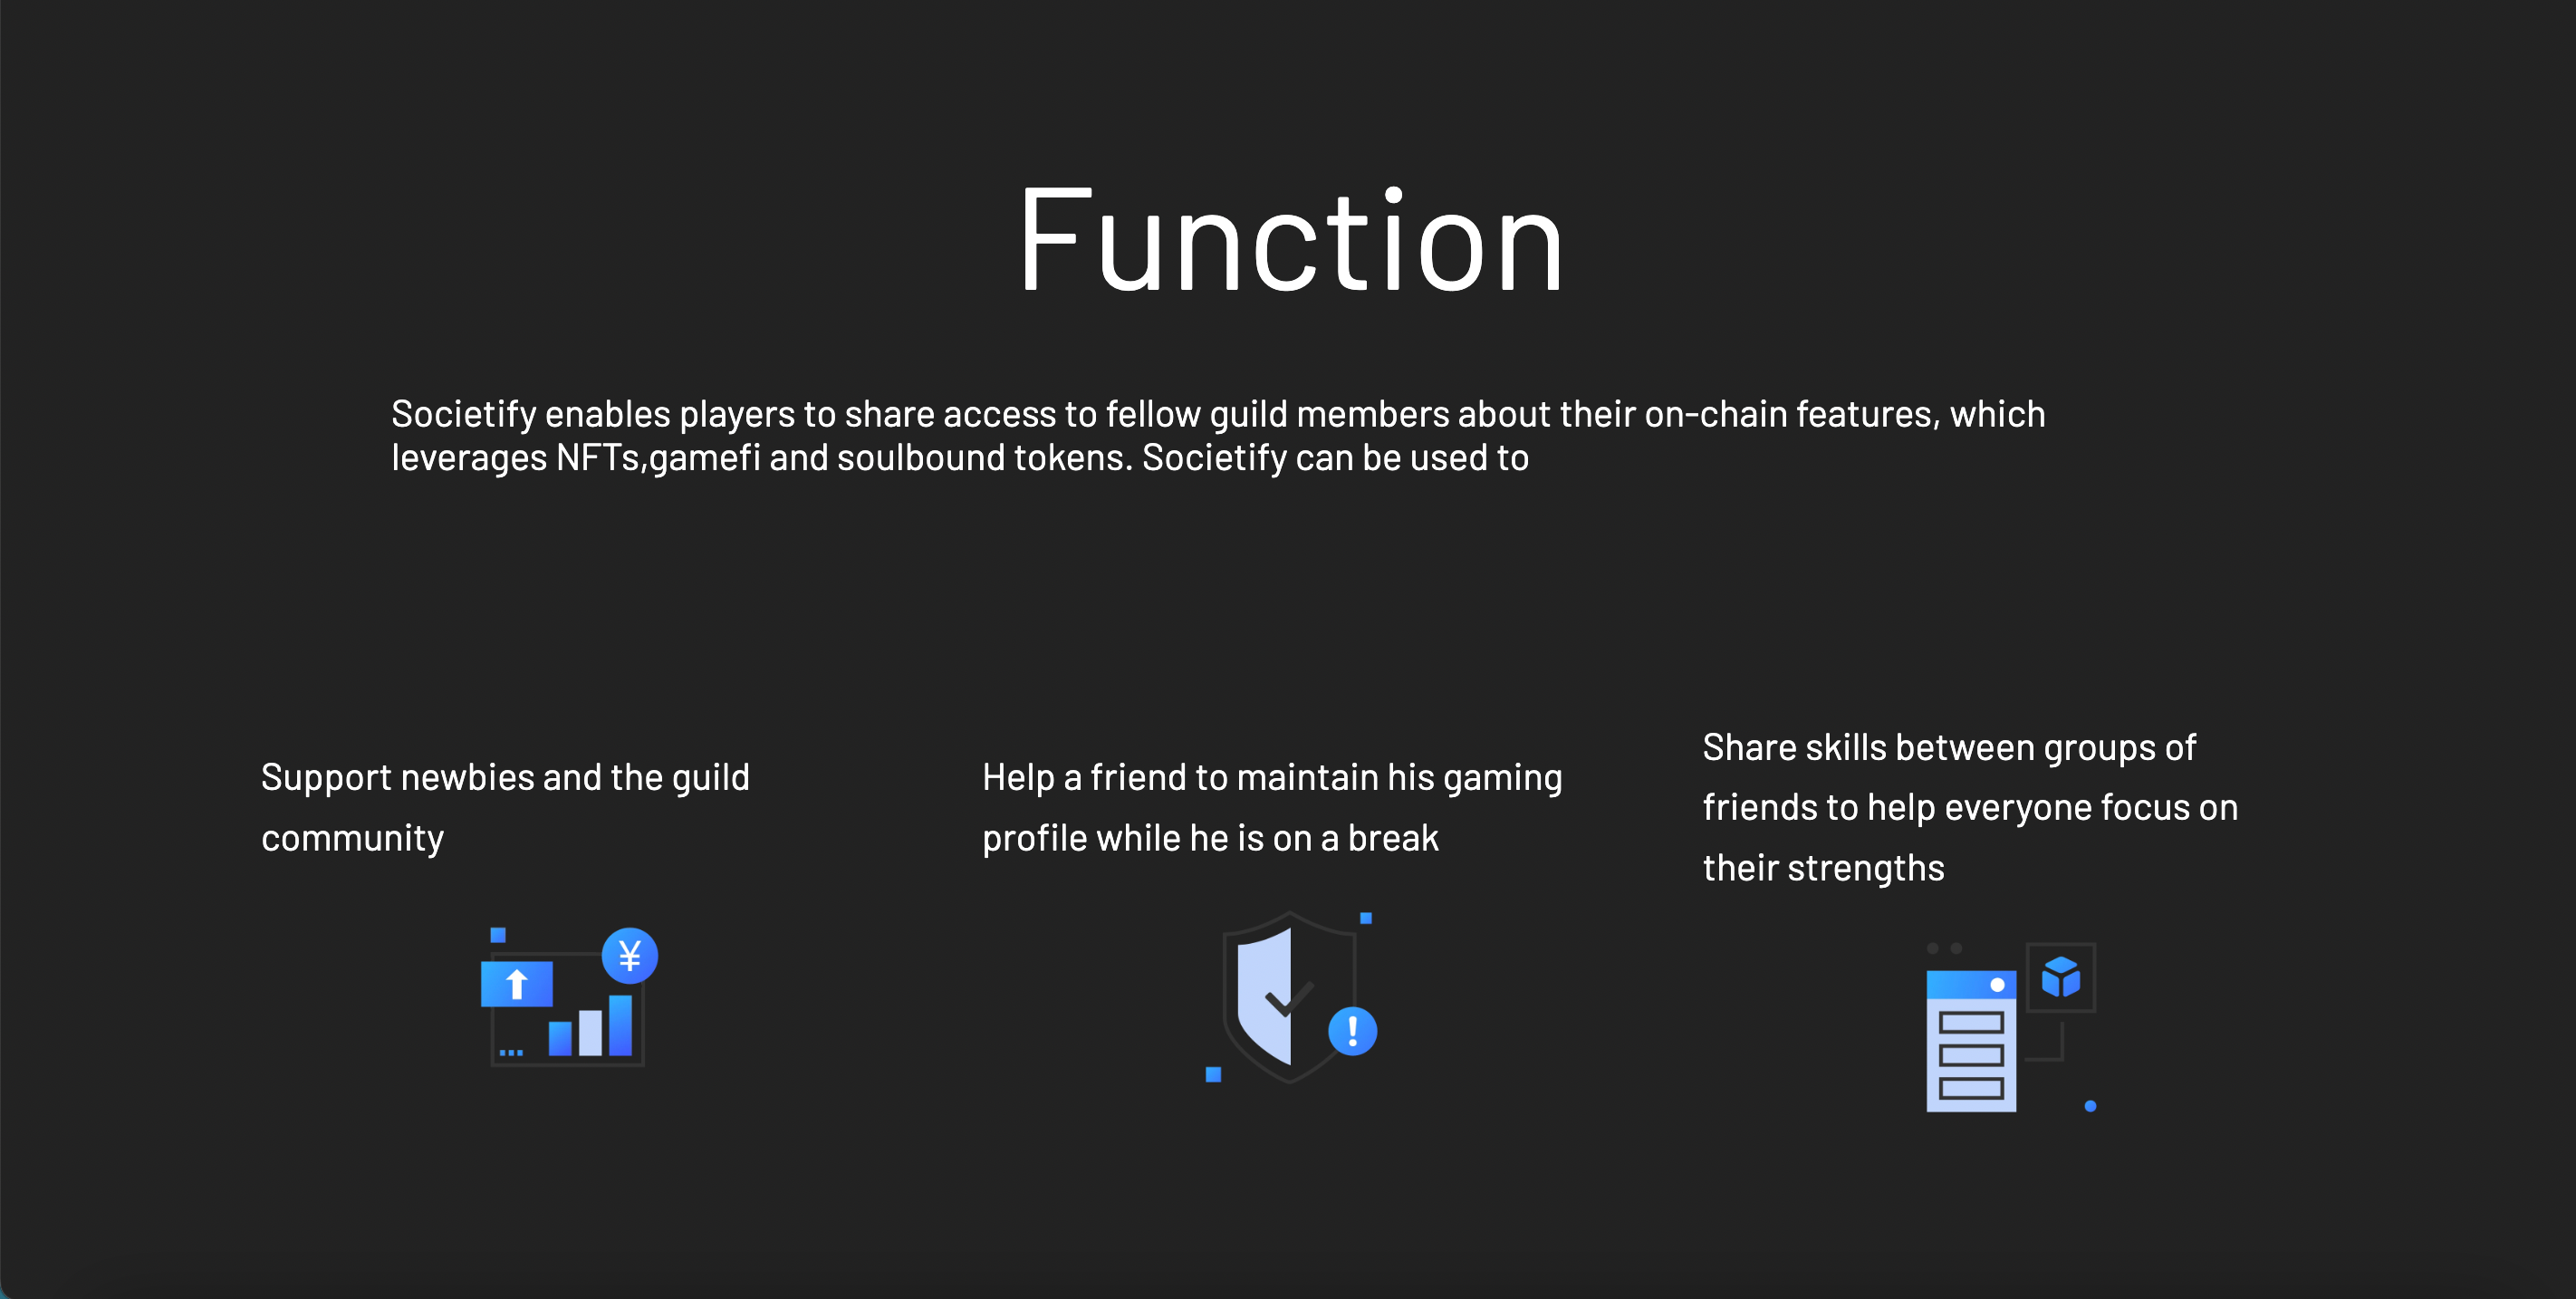 Function
Societify enables players to share access to fellow guild members about their on-chain features, which
leverages NFTs,gamefi and soulbound tokens. Societify can be used to
Support newbies and the guild
community
Help a friend to maintain his gaming
profile while he is on a break
Share skills between groups of
friends to help everyone focus on
their strengths
¥
!